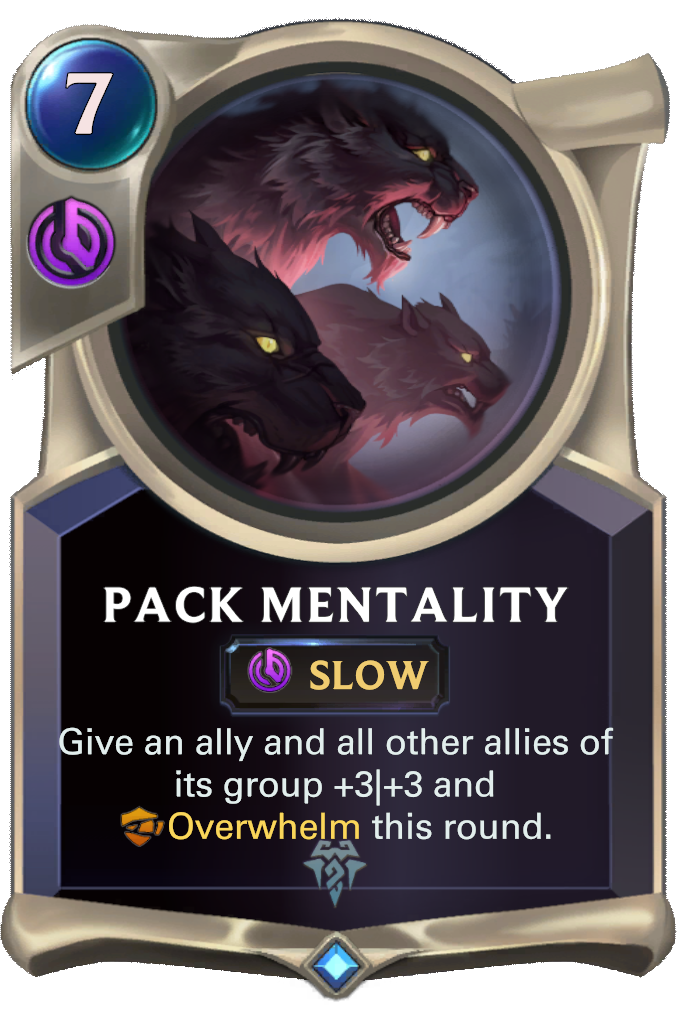 7
PACK MENTALITY
SLOW
Give an ally and all other allies of
its group +3|+3 and
Overwhelm this round.